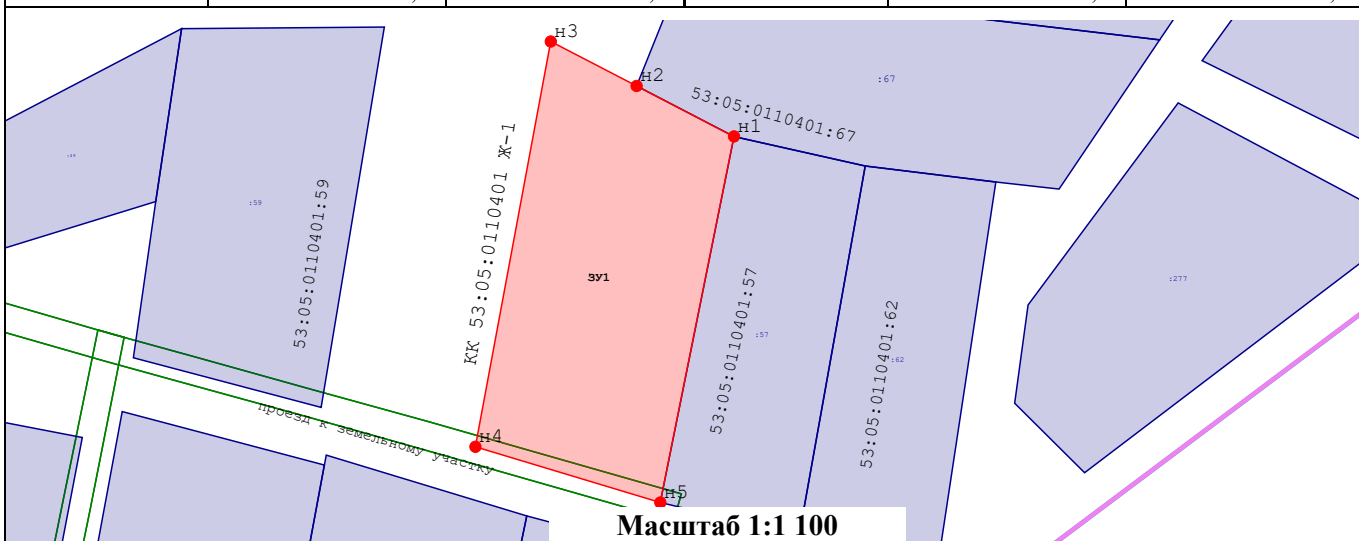 н3
н2
:67
53:05:0110401:67
н1
КК 53:05:0110401 Ж-1
53:05:0110401:59
:59
ЗУ1
:277
53:05:0110401:57
:57
53:05:0110401:62
:62
проезд к земельному участку
н4
н5
Масштаб 1:1 100